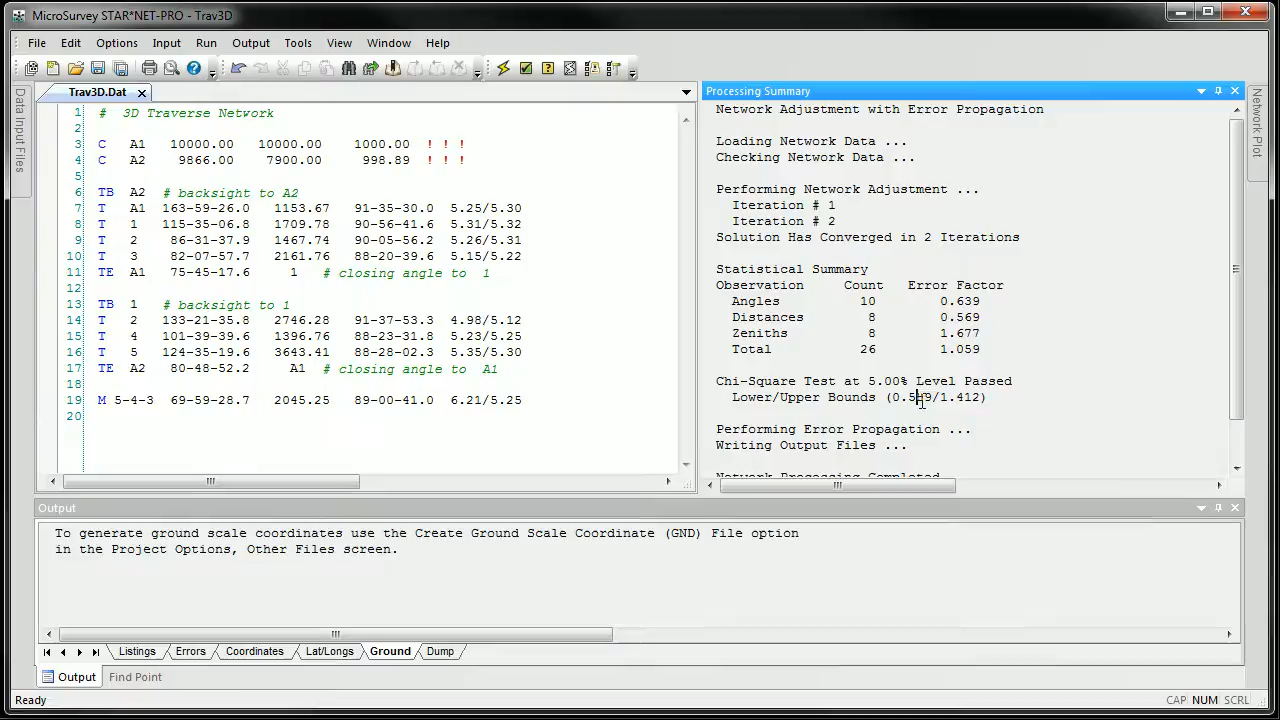 MicroSurvey STAR*NET-PRO - Trav3D
File Edit Options Input Run Output Tools View Window Help
Trav3D.Dat
Processing Summary
Data Input Files
Network Plot
1 # 3D Traverse Network
2
3 C A1 10000.00 10000.00 1000.00 ! ! !
4 C A2 9866.00 7900.00 998.89 ! ! !
5
6 TB A2 # backsight to A2
7 T A1 163-59-26.0 1153.67 91-35-30.0 5.25/5.30
8 T 1 115-35-06.8 1709.78 90-56-41.6 5.31/5.32
9 T 2 86-31-37.9 1467.74 90-05-56.2 5.26/5.31
10 T 3 82-07-57.7 2161.76 88-20-39.6 5.15/5.22
11 TE A1 75-45-17.6 1 # closing angle to 1
12
13 TB 1 # backsight to 1
14 T 2 133-21-35.8 2746.28 91-37-53.3 4.98/5.12
15 T 4 101-39-39.6 1396.76 88-23-31.8 5.23/5.25
16 T 5 124-35-19.6 3643.41 88-28-02.3 5.35/5.30
17 TE A2 80-48-52.2 A1 # closing angle to A1
18
19 M 5-4-3 69-59-28.7 2045.25 89-00-41.0 6.21/5.25
20
Network Adjustment with Error Propagation
Loading Network Data ...
Checking Network Data ...
Performing Network Adjustment ...
Iteration # 1
Iteration # 2
Solution Has Converged in 2 Iterations
Statistical Summary
Observation Count Error Factor
Angles 10 0.639
Distances 8 0.569
Zeniths 8 1.677
Total 26 1.059
Chi-Square Test at 5.00% Level Passed
Lower/Upper Bounds
Performing Error Propagation ...
Writing Output Files ...
Network Processing Completed
Output
To generate ground scale coordinates use the Create Ground Scale Coordinate (GND) File option
in the Project Options, Other Files screen.
Listings Errors Coordinates Lat/Longs Ground Dump
Output Find Point
Ready CAP NUM SCRL